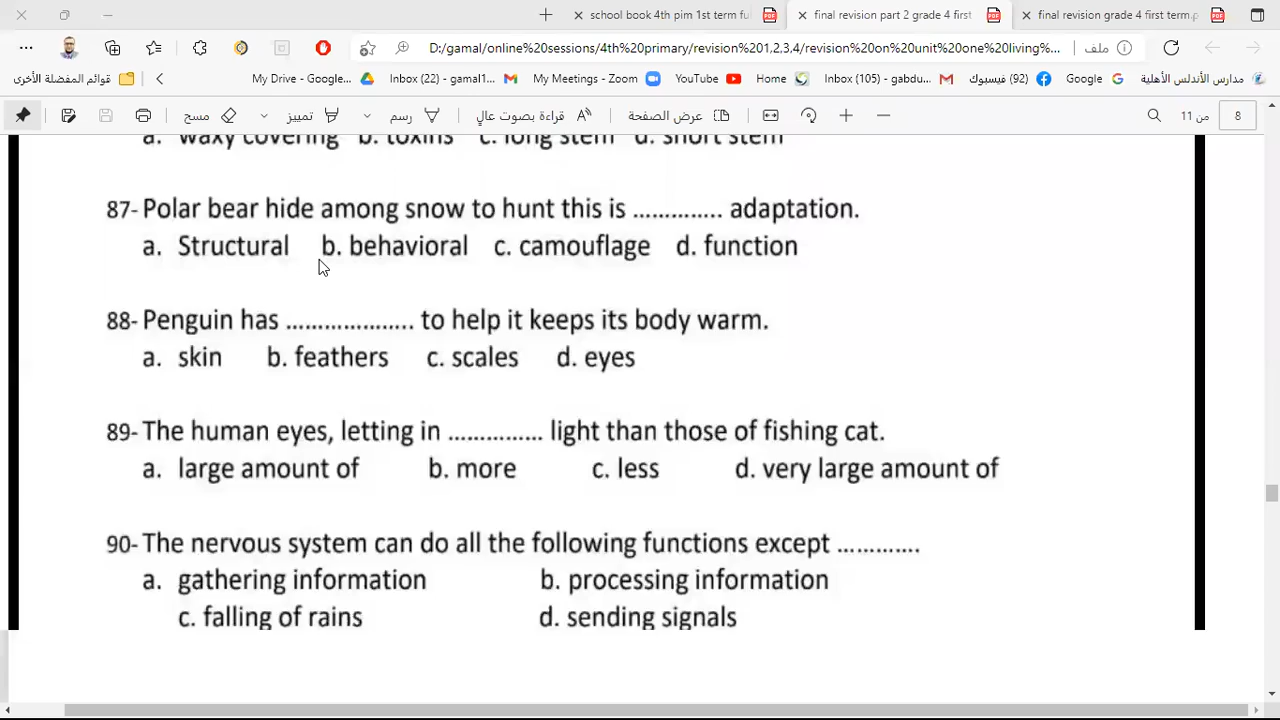 school book 4th pim 1st term fu
final revision part 2 grade 4 first
final revision grade 4 first term.p
D:/gamal/online%20sessions/4th%20primary/revision%201,2,3,4/revision%20on%20unit%20one%20living%... ملف
قوائم المفضلة الأخرى
My Drive - Google...
Inbox (22) - gamal1...
My Meetings - Zoom
YouTube
Home
Inbox (105) - gabdu...
(92) فيسبوك
Google
مدارس الأندلس الأهلية...
مسح
تمييز
رسم
قراءة بصوت عالٍ
عرض الصفحة
من 11
8
a. waxy covering b. toxins c. long stem d. short stem
87- Polar bear hide among snow to hunt this is .............. adaptation.
a. Structural b. behavioral c. camouflage d. function
88- Penguin has .................... to help it keeps its body warm.
a. skin b. feathers c. scales d. eyes
89- The human eyes, letting in ............... light than those of fishing cat.
a. large amount of b. more c. less d. very large amount of
90- The nervous system can do all the following functions except .............
a. gathering information b. processing information
c. falling of rains d. sending signals